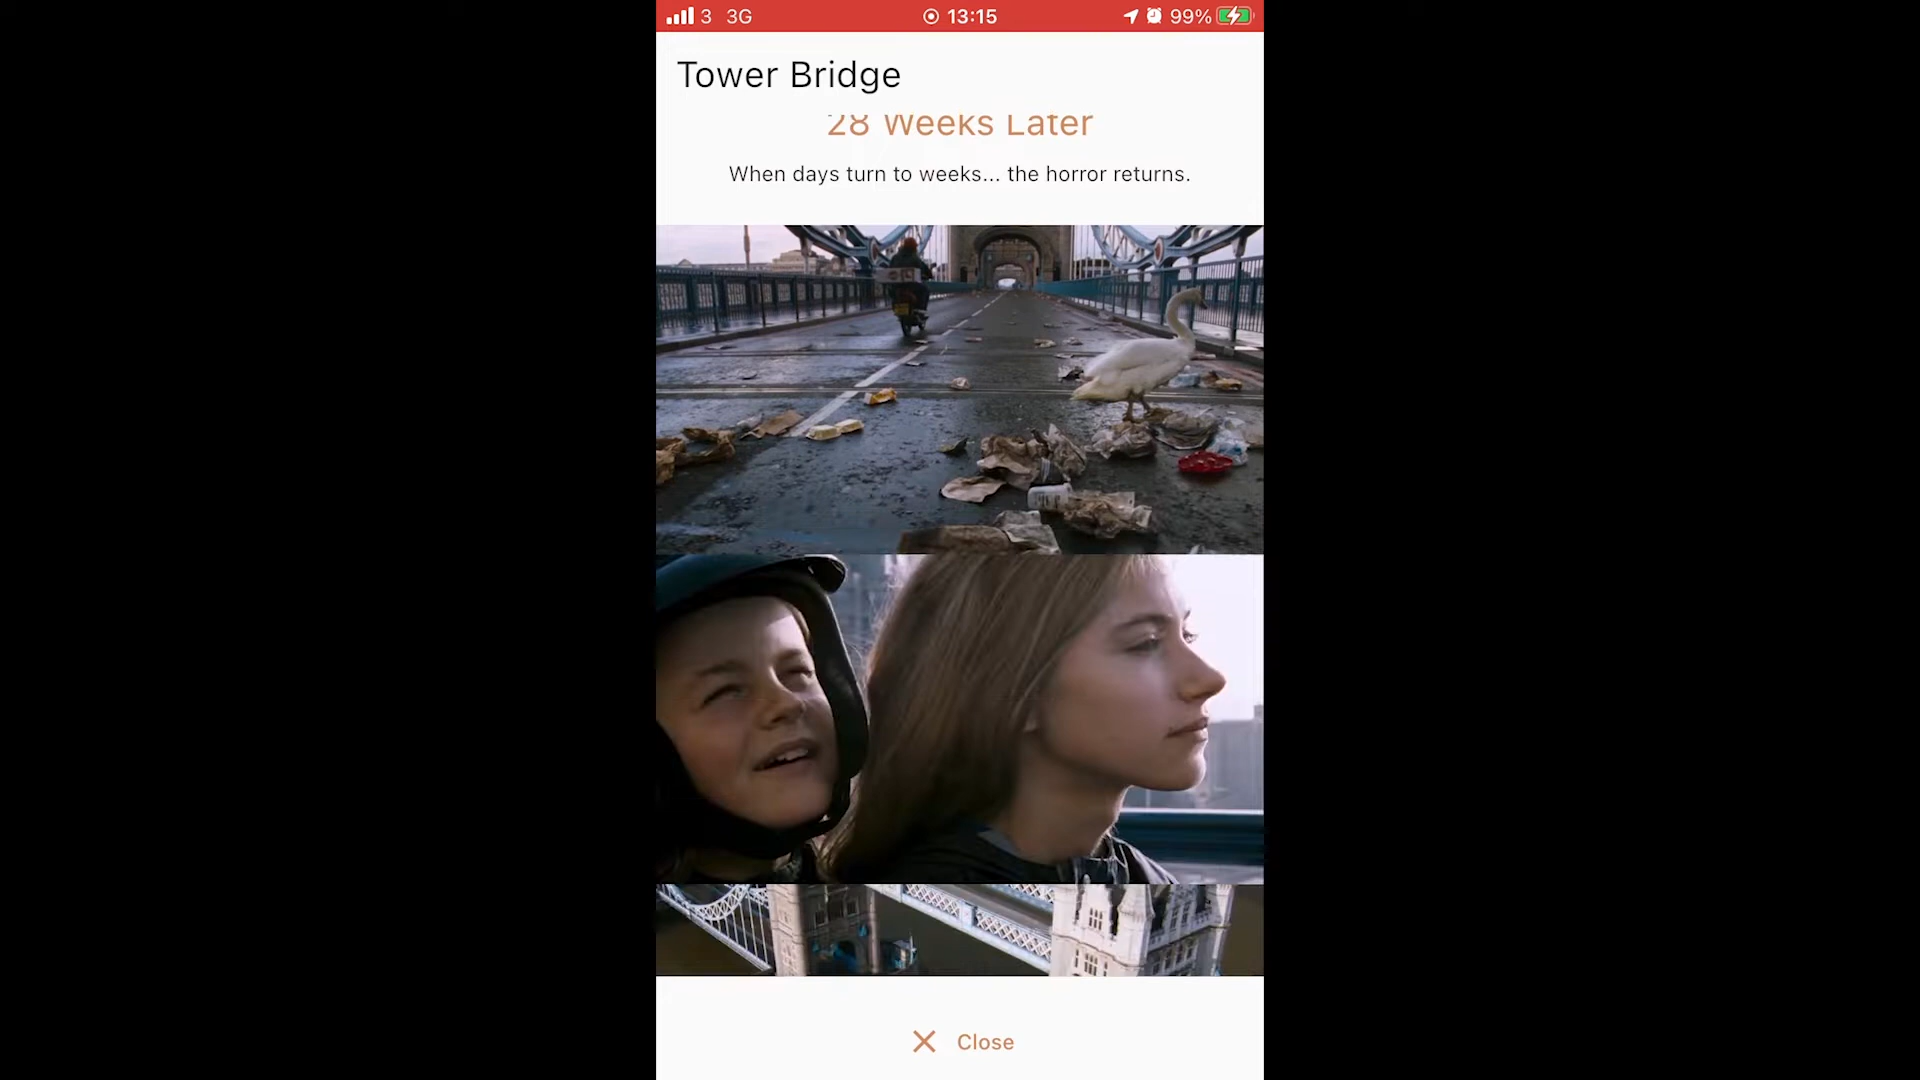 3 3G 13:15 99%
Tower Bridge
28 Weeks Later
When days turn to weeks... the horror returns.
Close